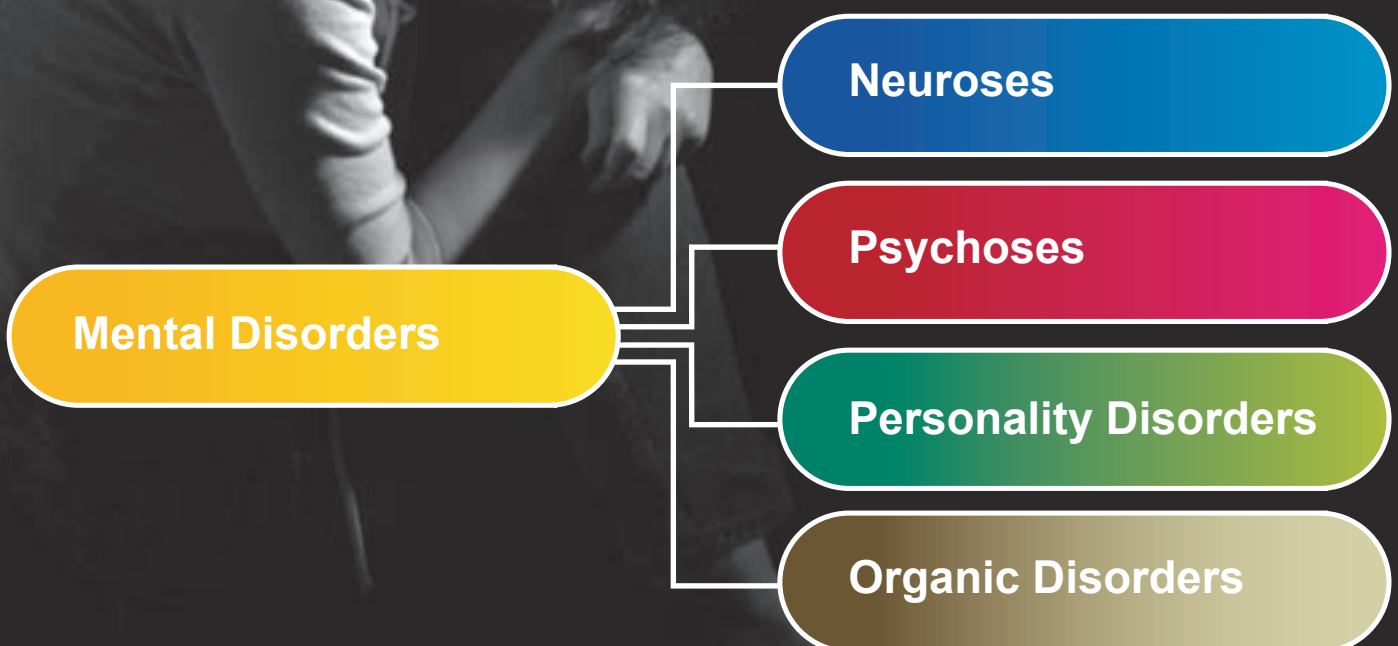 Mental Disorders
Neuroses
Psychoses
Personality Disorders
Organic Disorders